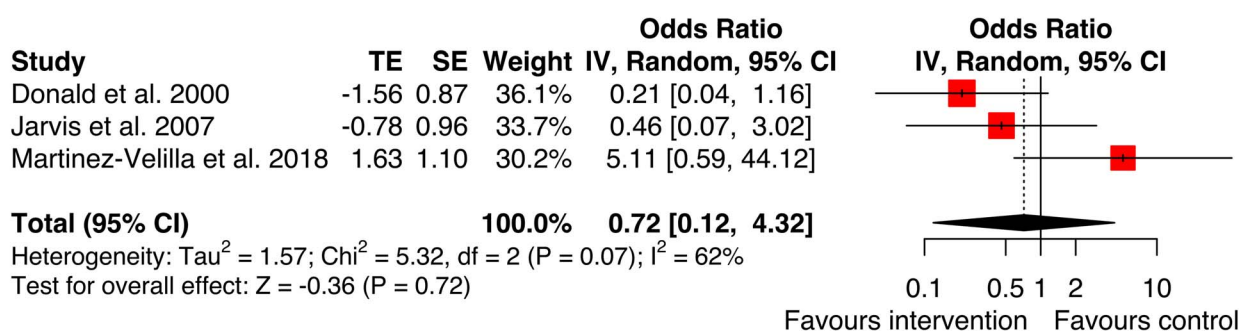 Odds Ratio Odds Ratio
Study TE SE Weight IV, Random, 95% CI IV, Random, 95% CI
Donald et al. 2000 -1.56 0.87 36.1% 0.21 [0.04, 1.16]
Jarvis et al. 2007 -0.78 0.96 33.7% 0.46 [0.07, 3.02]
Martinez-Velilla et al. 2018 1.63 1.10 30.2% 5.11 [0.59, 44.12]
Total (95% CI) 100.0% 0.72 [0.12, 4.32]
Heterogeneity: Tau² = 1.57; Chi² = 5.32, df = 2 (P = 0.07); I² = 62%
Test for overall effect: Z = -0.36 (P = 0.72)
0.1 0.5 1 2 10
Favours intervention Favours control